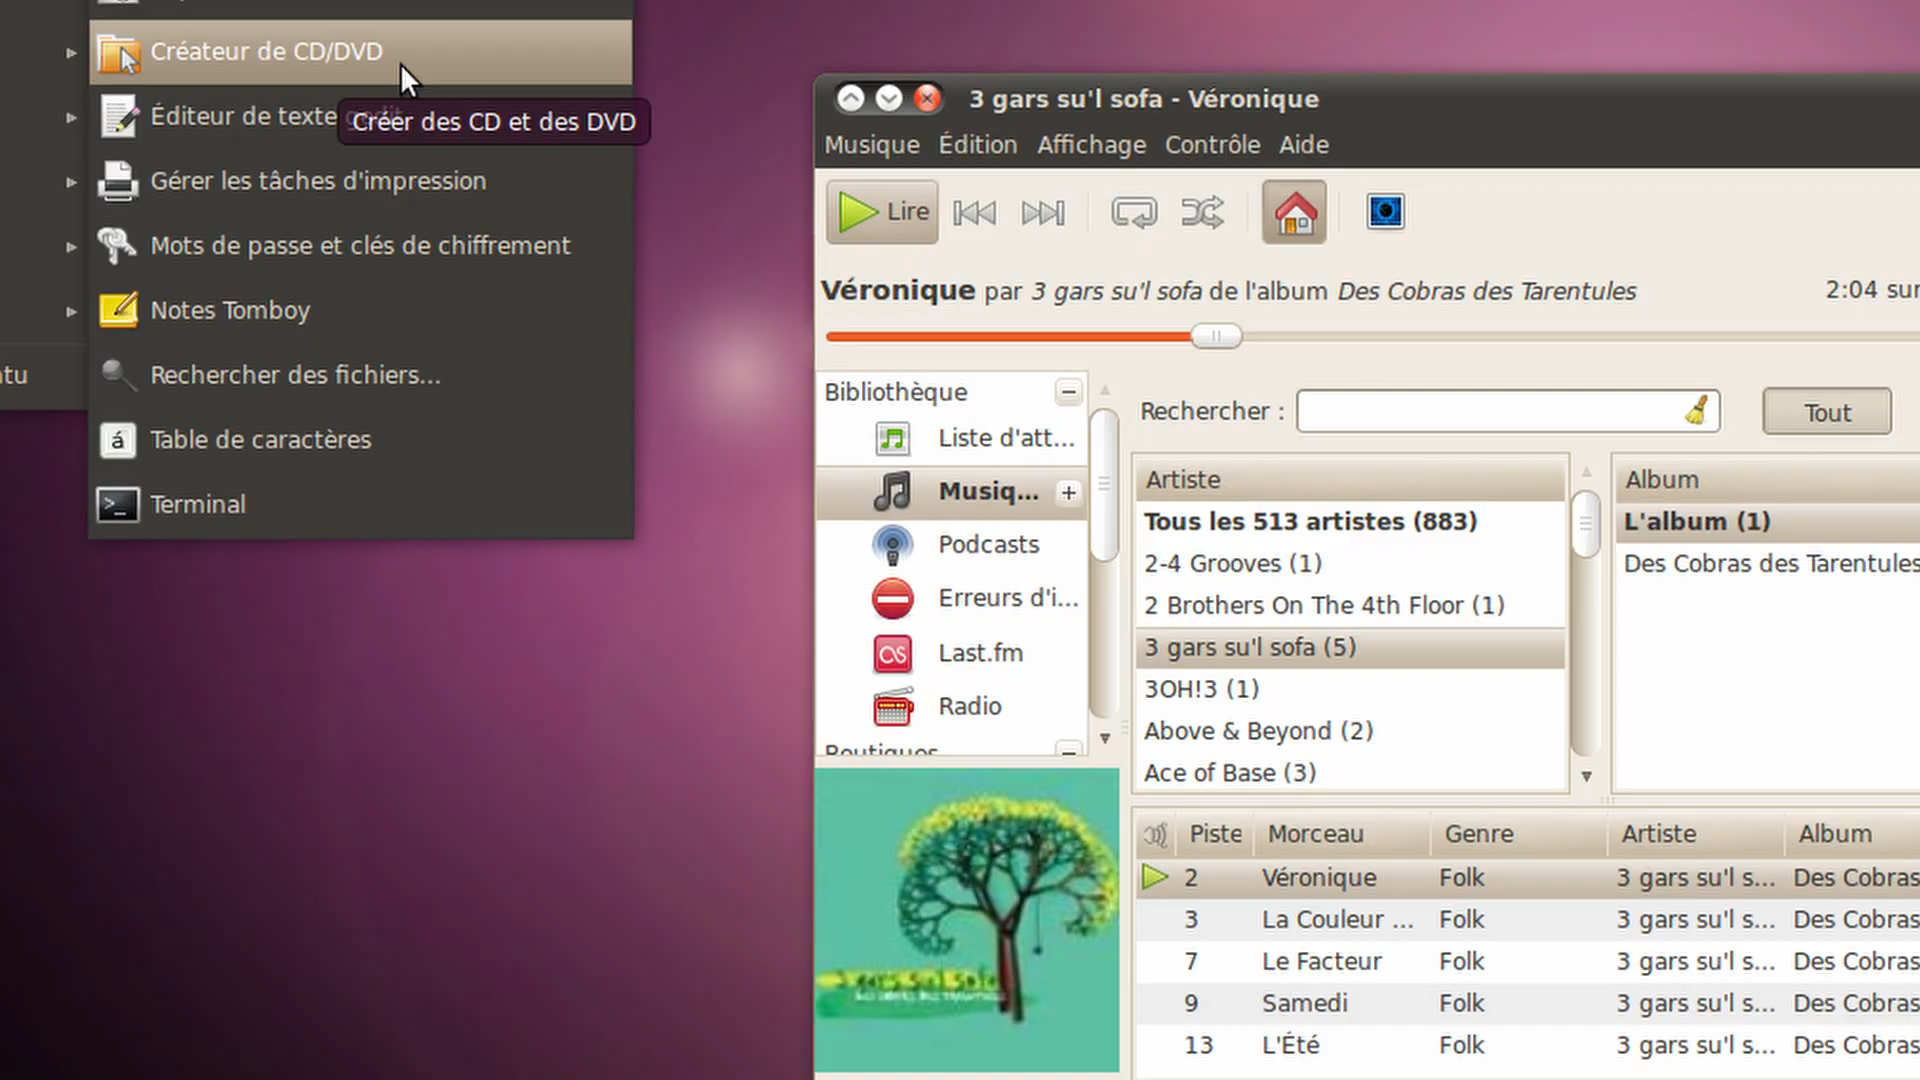 Créateur de CD/DVD
Éditeur de texte gedit
Créer des CD et des DVD
Gérer les tâches d'impression
Mots de passe et clés de chiffrement
Notes Tomboy
Rechercher des fichiers...
Table de caractères
Terminal
ntu
3 gars su'l sofa - Véronique
Musique Édition Affichage Contrôle Aide
Lire
Véronique par 3 gars su'l sofa de l'album Des Cobras des Tarentules
2:04 sur
Bibliothèque
Liste d'att...
Musiq...
Podcasts
Erreurs d'i...
Last.fm
Radio
Boutiques
Rechercher :
Tout
Artiste
Tous les 513 artistes (883)
2-4 Grooves (1)
2 Brothers On The 4th Floor (1)
3 gars su'l sofa (5)
3OH!3 (1)
Above & Beyond (2)
Ace of Base (3)
Album
L'album (1)
Des Cobras des Tarentules
3 gars su'l sofa
Piste Morceau Genre Artiste Album
2 Véronique Folk 3 gars su'l s... Des Cobras
3 La Couleur ... Folk 3 gars su'l s... Des Cobras
7 Le Facteur Folk 3 gars su'l s... Des Cobras
9 Samedi Folk 3 gars su'l s... Des Cobras
13 L'Été Folk 3 gars su'l s... Des Cobras